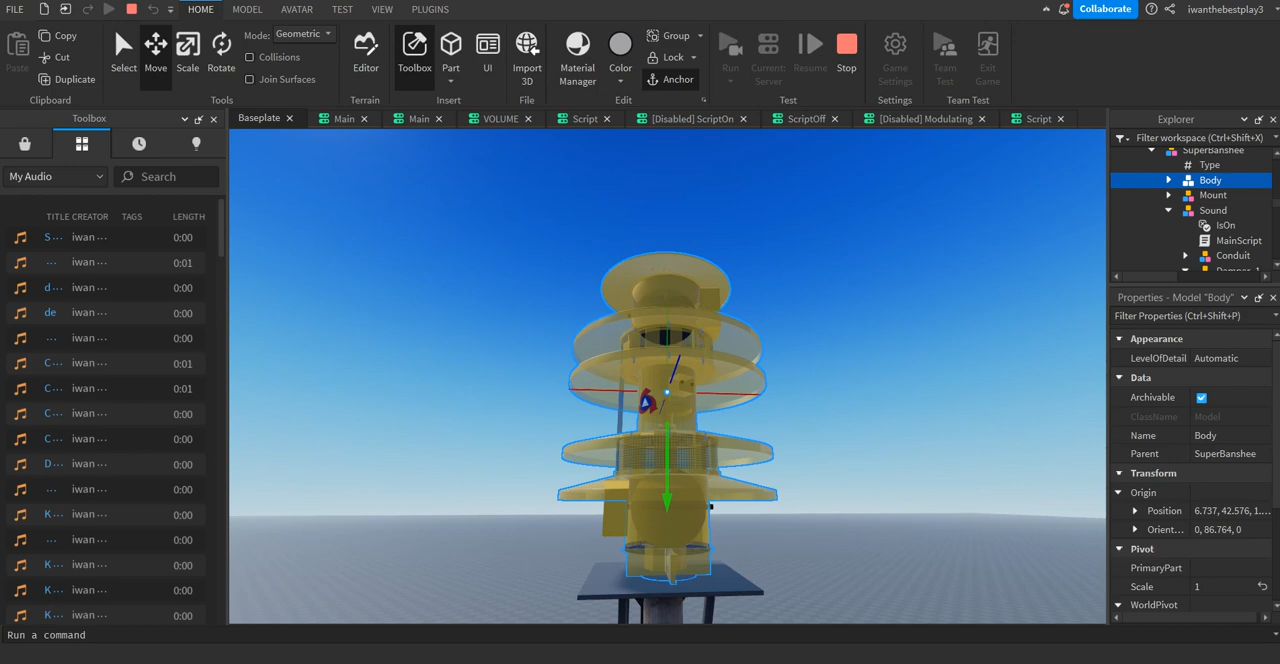 FILE HOME MODEL AVATAR TEST VIEW PLUGINS Collaborate iwanthebestplay3
Paste Copy Cut Duplicate Clipboard
Select Move Scale Rotate Mode: Geometric Collisions Join Surfaces Tools
Editor Terrain
Toolbox Part UI Insert
Import 3D File
Material Manager Color Group Lock Anchor Edit
Run Current: Server Resume Stop Test
Game Settings Settings
Team Test Exit Game Team Test
Toolbox
Baseplate Main Main VOLUME Script [Disabled] ScriptOn ScriptOff [Disabled] Modulating Script
My Audio Search
TITLE CREATOR TAGS LENGTH
S... iwan ... 0:00
... iwan ... 0:01
d... iwan ... 0:00
de iwan ... 0:00
... iwan ... 0:00
C... iwan ... 0:01
C... iwan ... 0:01
C... iwan ... 0:00
C... iwan ... 0:00
D... iwan ... 0:00
... iwan ... 0:00
K... iwan ... 0:00
... iwan ... 0:00
K... iwan ... 0:00
K... iwan ... 0:00
K... iwan ... 0:00
Explorer
Filter workspace (Ctrl+Shift+X)
SuperBanshee
Type
Body
Mount
Sound
IsOn
MainScript
Conduit
Damper_1
Properties - Model "Body"
Filter Properties (Ctrl+Shift+P)
Appearance
LevelOfDetail Automatic
Data
Archivable
ClassName Model
Name Body
Parent SuperBanshee
Transform
Origin
Position 6.737, 42.576, 1....
Orient... 0, 86.764, 0
Pivot
PrimaryPart
Scale 1
WorldPivot
Run a command